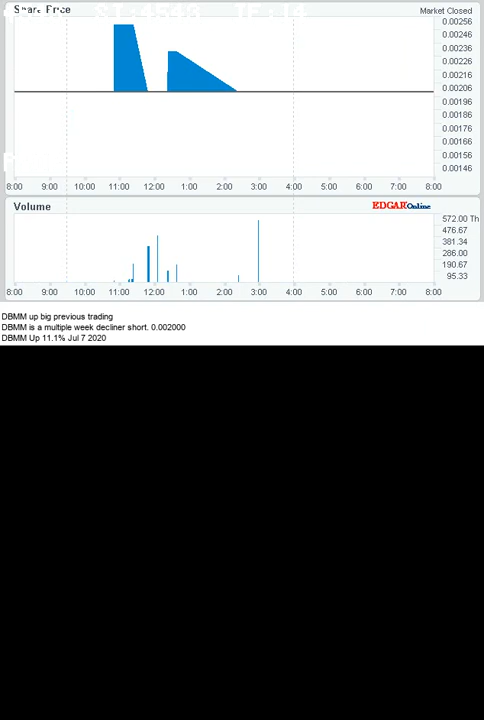 Share Price
Market Closed
0.00256
0.00246
0.00236
0.00226
0.00216
0.00206
0.00196
0.00186
0.00176
0.00166
0.00156
0.00146
8:00 9:00 10:00 11:00 12:00 1:00 2:00 3:00 4:00 5:00 6:00 7:00 8:00
Volume
EDGAROnline
572.00 Th
476.67
381.34
286.00
190.67
95.33
8:00 9:00 10:00 11:00 12:00 1:00 2:00 3:00 4:00 5:00 6:00 7:00 8:00
DBMM up big previous trading
DBMM is a multiple week decliner short. 0.002000
DBMM Up 11.1% Jul 7 2020